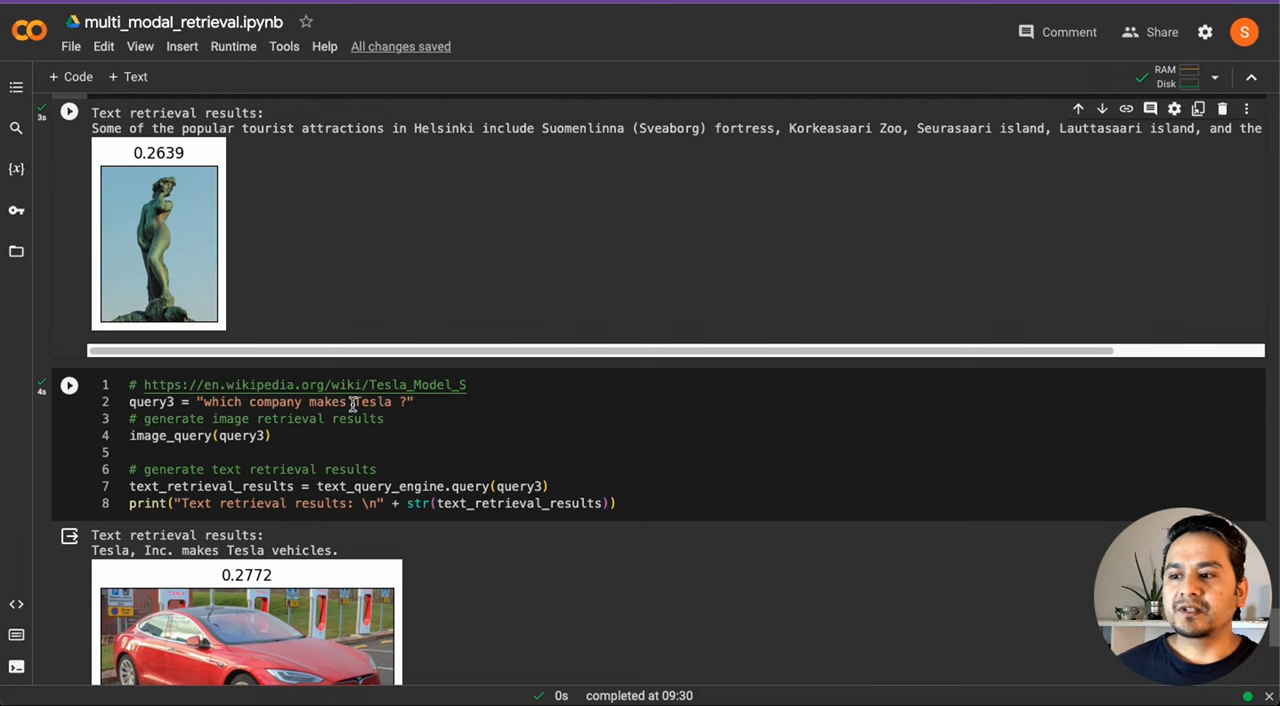 multi_modal_retrieval.ipynb
File Edit View Insert Runtime Tools Help All changes saved
Comment Share S
+ Code + Text
RAM
Disk
3s
Text retrieval results:
Some of the popular tourist attractions in Helsinki include Suomenlinna (Sveaborg) fortress, Korkeasaari Zoo, Seurasaari island, Lauttasaari island, and the
0.2639
4s
1 # https://en.wikipedia.org/wiki/Tesla_Model_S
2 query3 = "which company makes Tesla ?"
3 # generate image retrieval results
4 image_query(query3)
5
6 # generate text retrieval results
7 text_retrieval_results = text_query_engine.query(query3)
8 print("Text retrieval results: \n" + str(text_retrieval_results))
Text retrieval results:
Tesla, Inc. makes Tesla vehicles.
0.2772
0s completed at 09:30